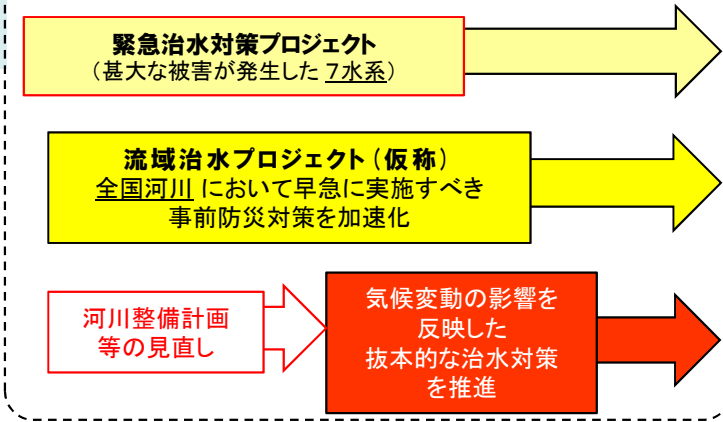 緊急治水対策プロジェクト
（甚大な被害が発生した 7水系）
流域治水プロジェクト（仮称）
全国河川 において早急に実施すべき
事前防災対策を加速化
河川整備計画
等の見直し
気候変動の影響を
反映した
抜本的な治水対策
を推進